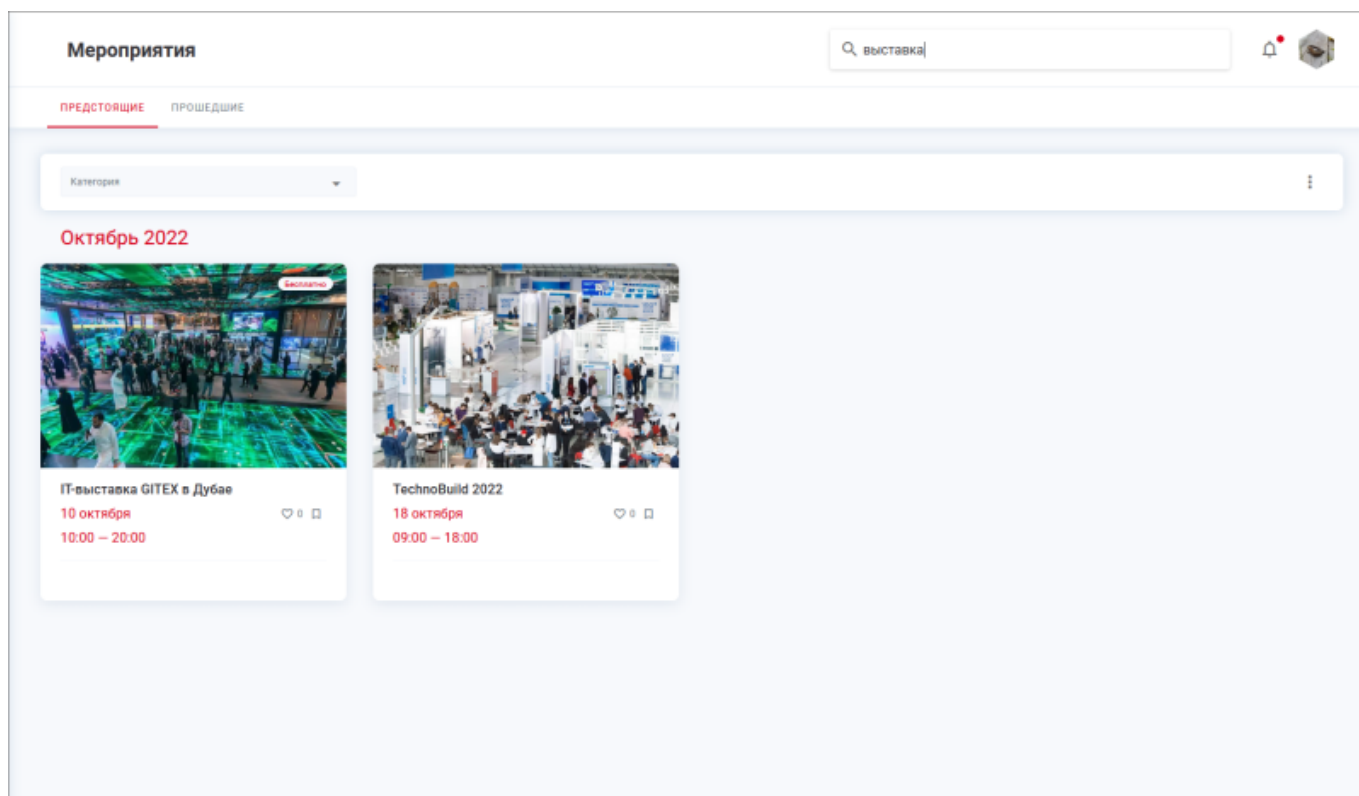 Мероприятия
выставка
ПРЕДСТОЯЩИЕ ПРОШЕДШИЕ
Категория
Октябрь 2022
Бесплатно
IT-выставка GITEX в Дубае
10 октября
0
10:00 — 20:00
TechnoBuild 2022
18 октября
0
09:00 — 18:00